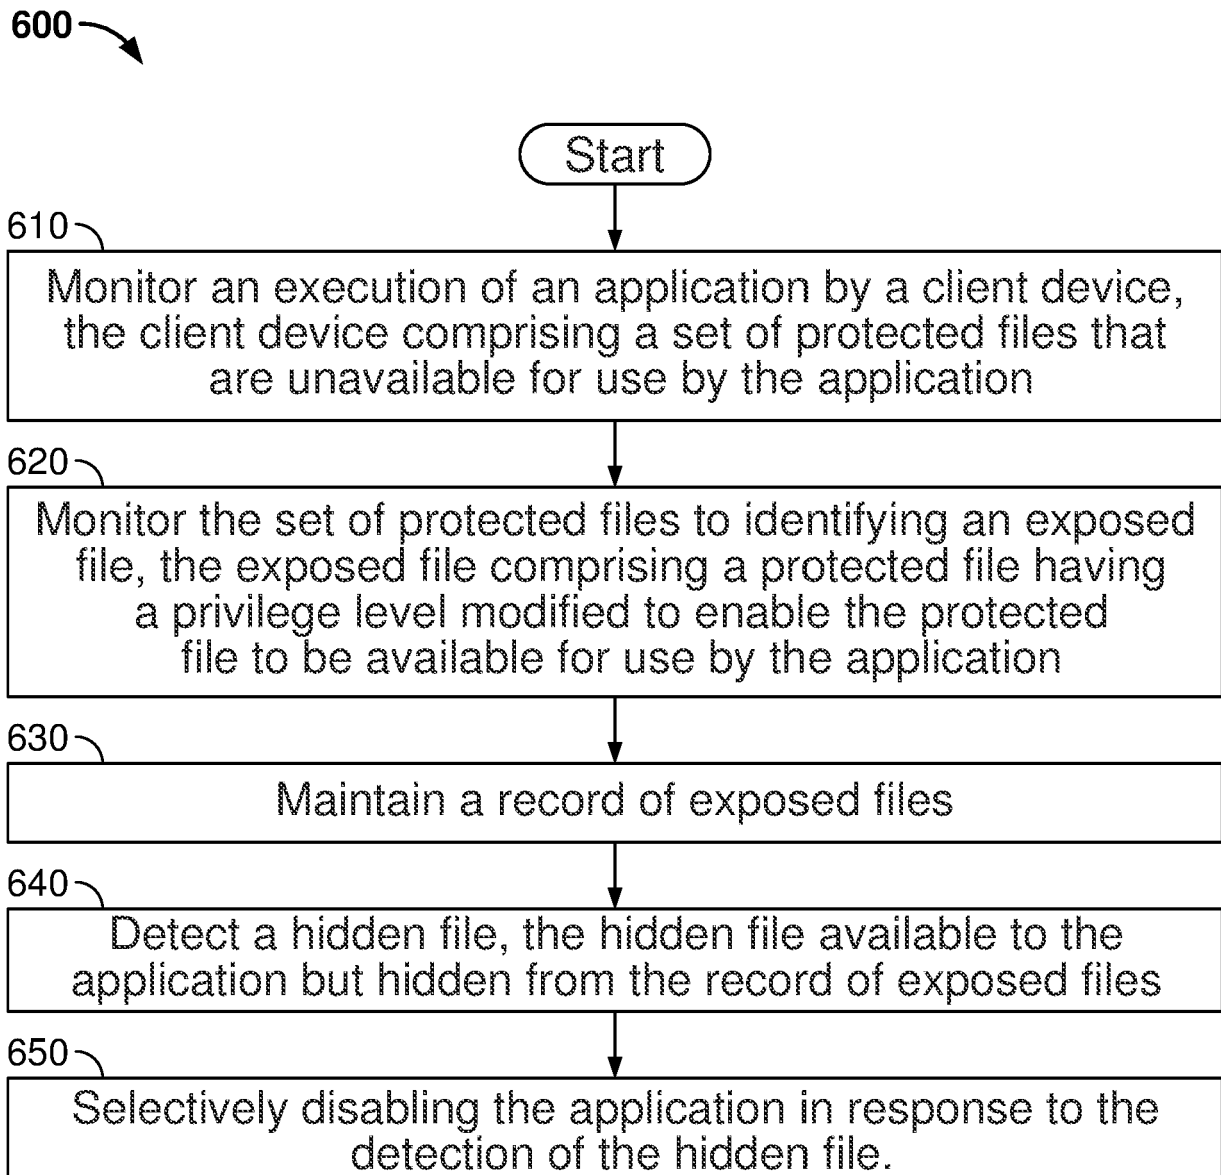 600
Start
610
Monitor an execution of an application by a client device,
the client device comprising a set of protected files that
are unavailable for use by the application
620
Monitor the set of protected files to identifying an exposed
file, the exposed file comprising a protected file having
a privilege level modified to enable the protected
file to be available for use by the application
630
Maintain a record of exposed files
640
Detect a hidden file, the hidden file available to the
application but hidden from the record of exposed files
650
Selectively disabling the application in response to the
detection of the hidden file.